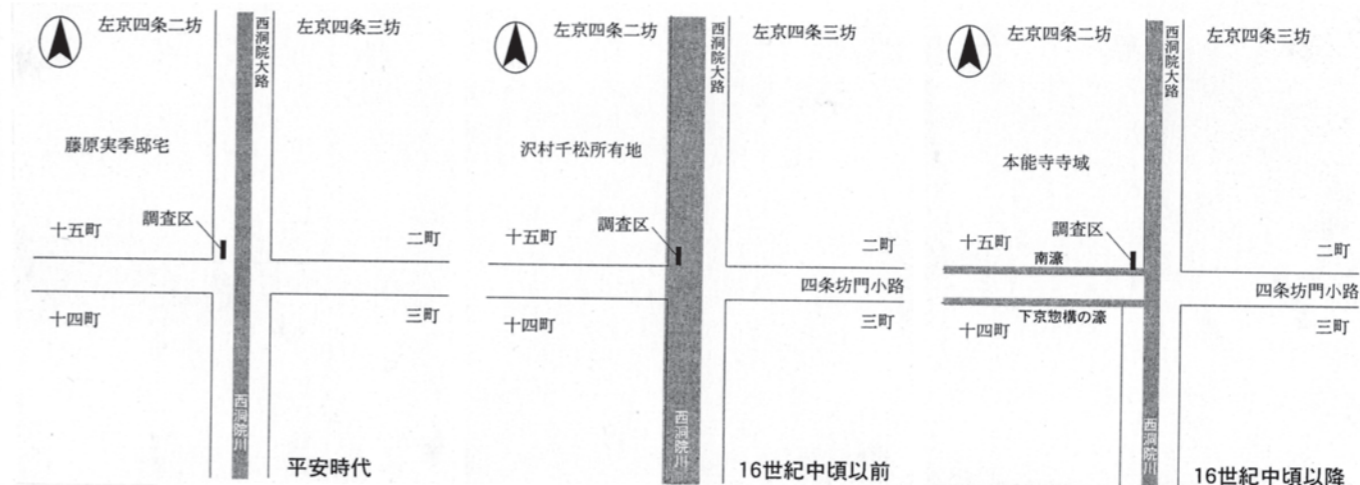 左京四条二坊
西洞院大路
左京四条三坊
藤原実季邸宅
調査区
十五町
二町
十四町
三町
西洞院川
平安時代
左京四条二坊
西洞院大路
左京四条三坊
沢村千松所有地
調査区
十五町
二町
四条坊門小路
十四町
三町
西洞院川
16世紀中頃以前
左京四条二坊
西洞院大路
左京四条三坊
本能寺寺域
調査区
十五町
南濠
二町
四条坊門小路
下京惣構の濠
十四町
三町
西洞院川
16世紀中頃以降